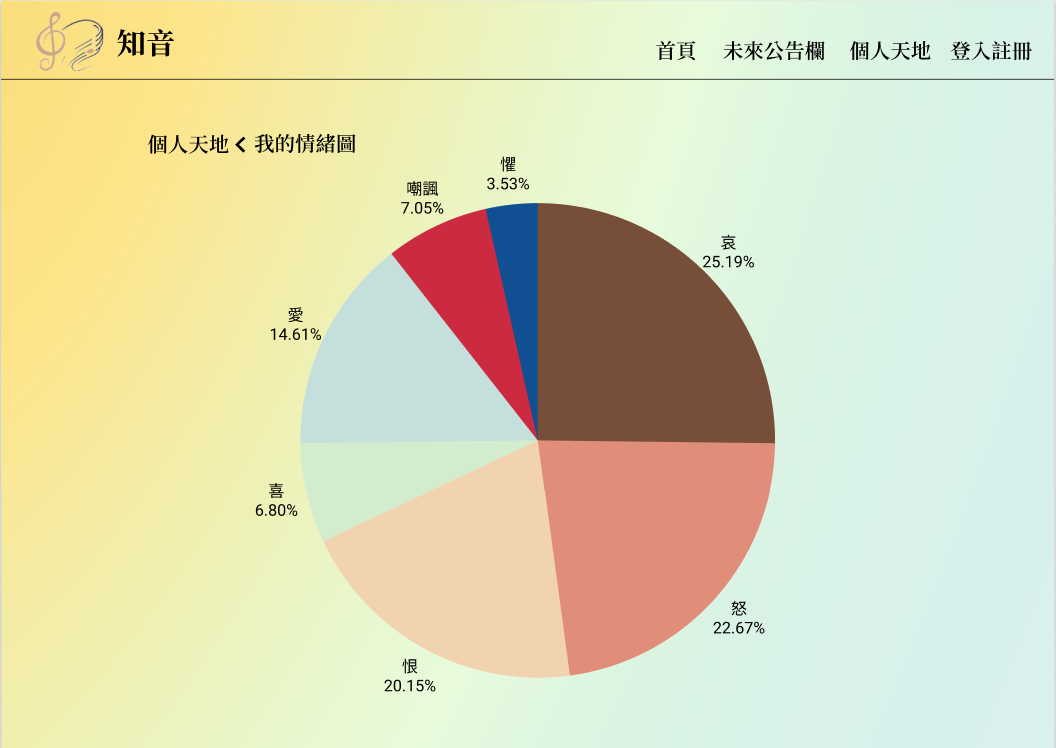 知音
首頁 未來公告欄 個人天地 登入註冊
個人天地 < 我的情緒圖
懼
3.53%
嘲諷
7.05%
哀
25.19%
愛
14.61%
喜
6.80%
怒
22.67%
恨
20.15%